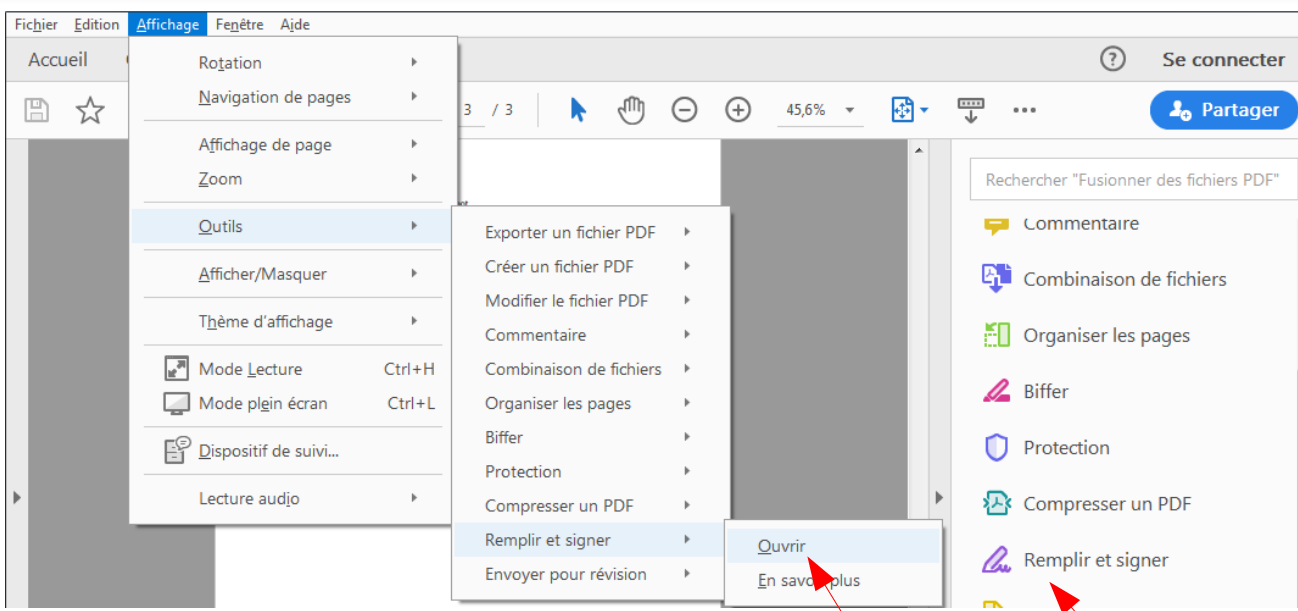 Fichier Edition Affichage Fenêtre Aide
Accueil
Se connecter
3 / 3
45,6%
Partager
Rotation
Navigation de pages
Affichage de page
Zoom
Outils
Afficher/Masquer
Thème d'affichage
Mode Lecture Ctrl+H
Mode plein écran Ctrl+L
Dispositif de suivi...
Lecture audio
Exporter un fichier PDF
Créer un fichier PDF
Modifier le fichier PDF
Commentaire
Combinaison de fichiers
Organiser les pages
Biffer
Protection
Compresser un PDF
Remplir et signer
Envoyer pour révision
Ouvrir
En savoir plus
Rechercher "Fusionner des fichiers PDF"
Commentaire
Combinaison de fichiers
Organiser les pages
Biffer
Protection
Compresser un PDF
Remplir et signer